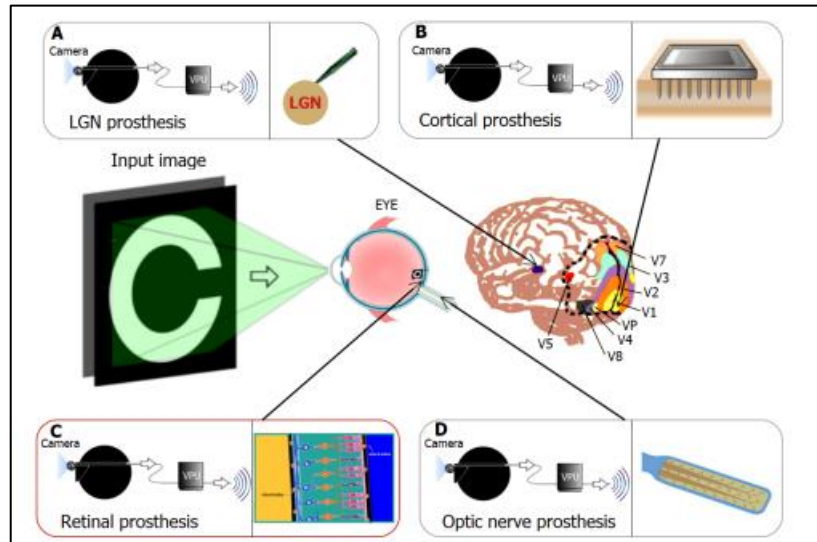 A
Camera
VPU
LGN
LGN prosthesis
B
Camera
VPU
Cortical prosthesis
Input image
C
EYE
V7
V3
V2
V1
VP
V4
V5
V8
C
Camera
VPU
Retinal prosthesis
D
Camera
VPU
Optic nerve prosthesis